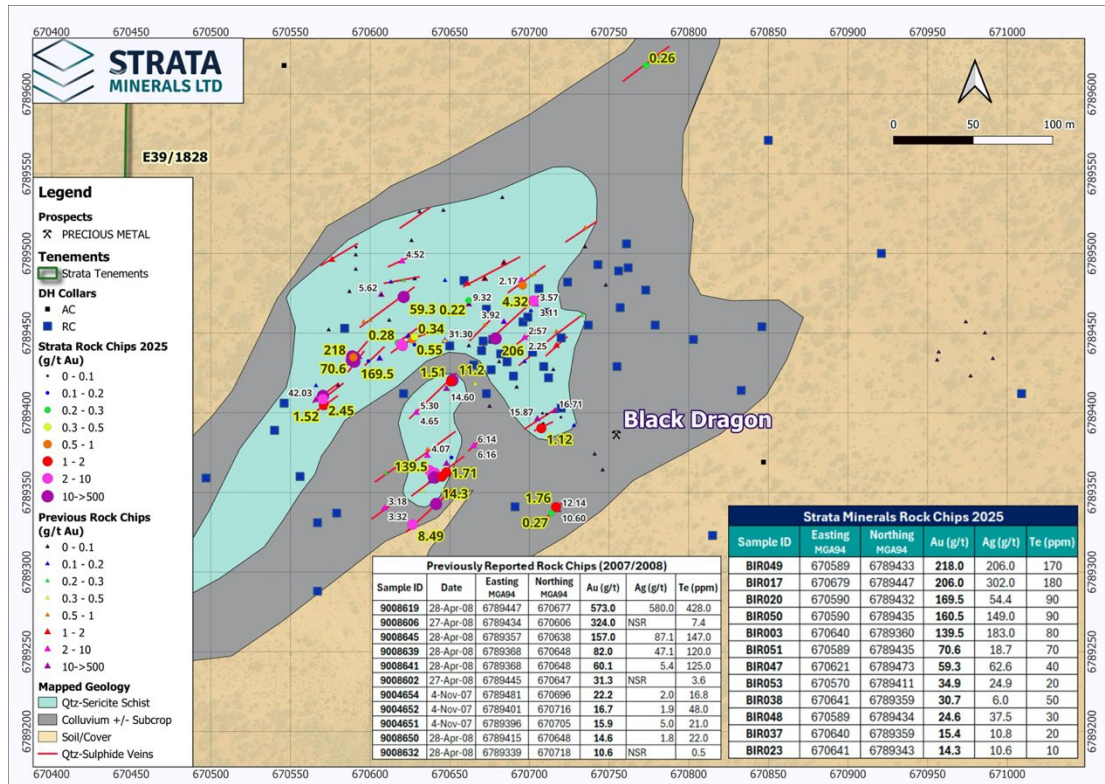 670400 670450 670500 670550 670600 670650 670700 670750 670800 670850 670900 670950 671000
STRATA
MINERALS LTD
E39/1828
0 50 100 m
6789600
6789550
6789500
6789450
6789400
6789350
6789300
6789250
6789200
6789600
6789550
6789500
6789450
6789400
6789350
6789300
6789250
6789200
Legend
Prospects
PRECIOUS METAL
Tenements
Strata Tenements
DH Collars
AC
RC
Strata Rock Chips 2025
(g/t Au)
0 - 0.1
0.1 - 0.2
0.2 - 0.3
0.3 - 0.5
0.5 - 1
1 - 2
2 - 10
10->500
Previous Rock Chips
(g/t Au)
0 - 0.1
0.1 - 0.2
0.2 - 0.3
0.3 - 0.5
0.5 - 1
1 - 2
2 - 10
10->500
Mapped Geology
Qtz-Sericite Schist
Colluvium +/- Subcrop
Soil/Cover
Qtz-Sulphide Veins
0.26
4.52
5.62
2.17
59.3 0.22
9.32
4.32
3.57
3.92
3.11
0.28
0.34
31.30
2.57
218
0.55
206
2.25
70.6
169.5
1.51
11.2
42.03
14.60
5.30
16.71
1.52
2.45
4.65
15.87
1.12
Black Dragon
4.07
6.14
6.16
139.5
1.71
14.3
3.18
1.76
12.14
3.32
0.27
10.60
8.49
Previously Reported Rock Chips (2007/2008)
Sample ID Date Easting MGA94 Northing MGA94 Au (g/t) Ag (g/t) Te (ppm)
9008619 28-Apr-08 6789447 670677 573.0 580.0 428.0
9008606 27-Apr-08 6789434 670606 324.0 NSR 7.4
9008645 28-Apr-08 6789357 670638 157.0 87.1 147.0
9008639 28-Apr-08 6789368 670648 82.0 47.1 120.0
9008641 28-Apr-08 6789368 670648 60.1 5.4 125.0
9008602 27-Apr-08 6789445 670647 31.3 NSR 3.6
9004654 4-Nov-07 6789481 670696 22.2 2.0 16.8
9004652 4-Nov-07 6789401 670716 16.7 1.9 48.0
9004651 4-Nov-07 6789396 670705 15.9 5.0 21.0
9008650 28-Apr-08 6789415 670648 14.6 1.8 22.0
9008632 28-Apr-08 6789339 670718 10.6 NSR 0.5
Strata Minerals Rock Chips 2025
Sample ID Easting MGA94 Northing MGA94 Au (g/t) Ag (g/t) Te (ppm)
BIR049 670589 6789433 218.0 206.0 170
BIR017 670679 6789447 206.0 302.0 180
BIR020 670590 6789432 169.5 54.4 90
BIR050 670590 6789435 160.5 149.0 90
BIR003 670640 6789360 139.5 183.0 80
BIR051 670589 6789435 70.6 18.7 70
BIR047 670621 6789473 59.3 62.6 40
BIR053 670570 6789411 34.9 24.9 20
BIR038 670641 6789359 30.7 6.0 50
BIR048 670589 6789434 24.6 37.5 30
BIR037 670640 6789359 15.4 10.8 20
BIR023 670641 6789343 14.3 10.6 10
670400 670450 670500 670550 670600 670650 670700 670750 670800 670850 670900 670950 671000